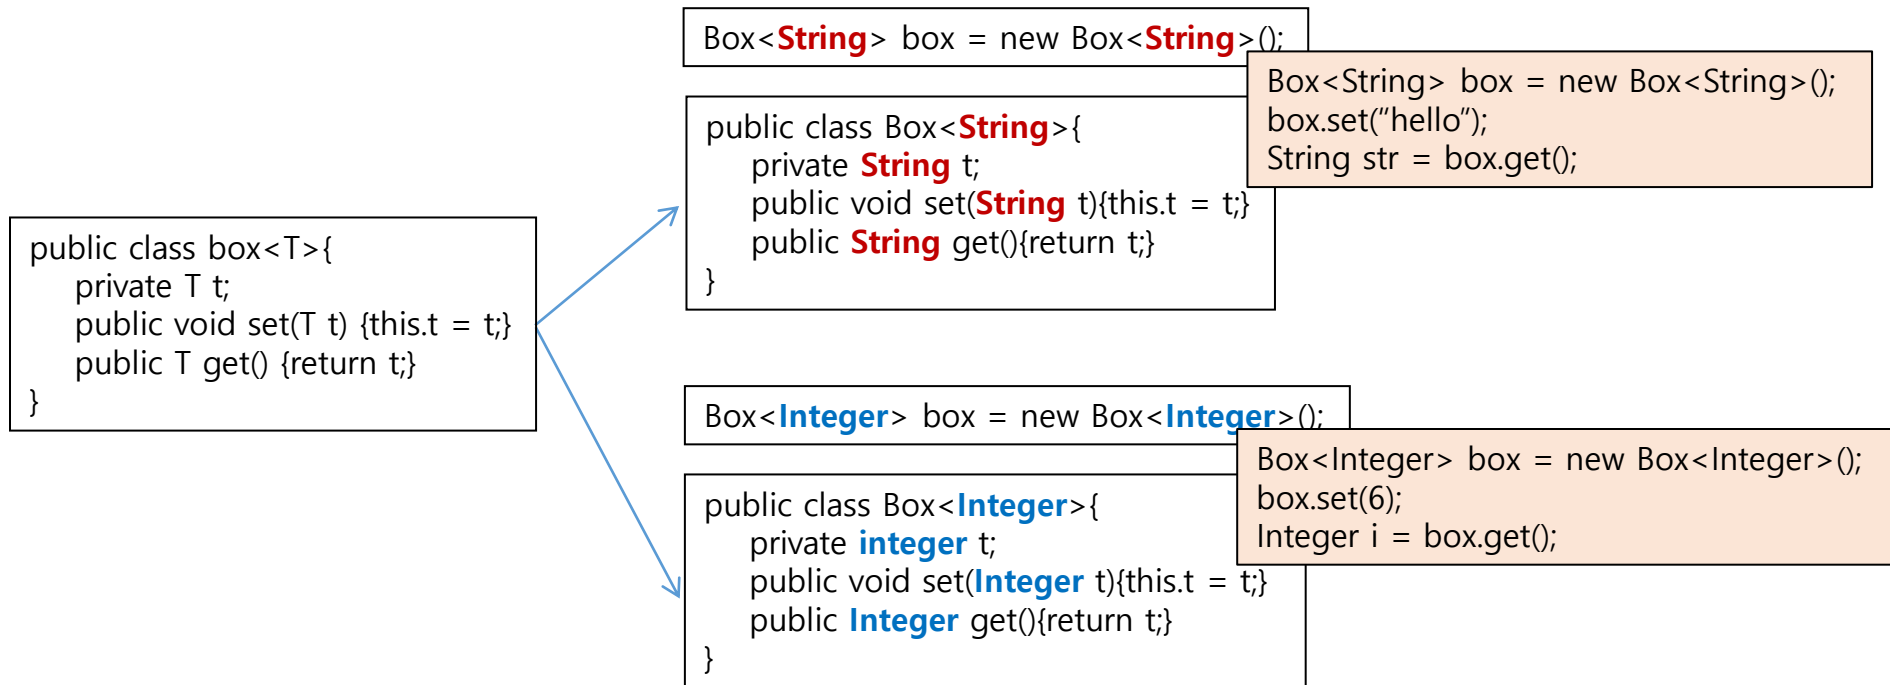 public class box<T>{
private T t;
public void set(T t) {this.t = t;}
public T get() {return t;}
}
Box<String> box = new Box<String>();
public class Box<String>{
private String t;
public void set(String t){this.t = t;}
public String get(){return t;}
}
Box<String> box = new Box<String>();
box.set(“hello”);
String str = box.get();
Box<Integer> box = new Box<Integer>();
public class Box<Integer>{
private integer t;
public void set(Integer t){this.t = t;}
public Integer get(){return t;}
}
Box<Integer> box = new Box<Integer>();
box.set(6);
Integer i = box.get();